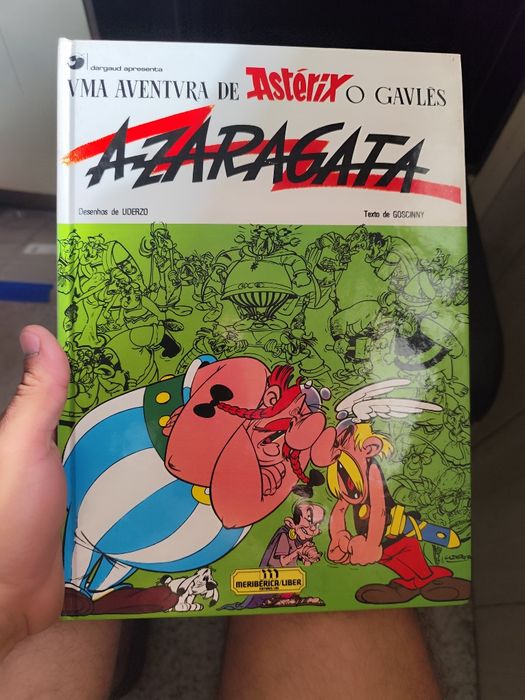 dargaud apresenta
VMA AVENTVRA DE Astérix O GAVLÊS
A ZARAGATA
Desenhos de UDERZO
Texto de GOSCINNY
MERIBÉRICA/LIBER